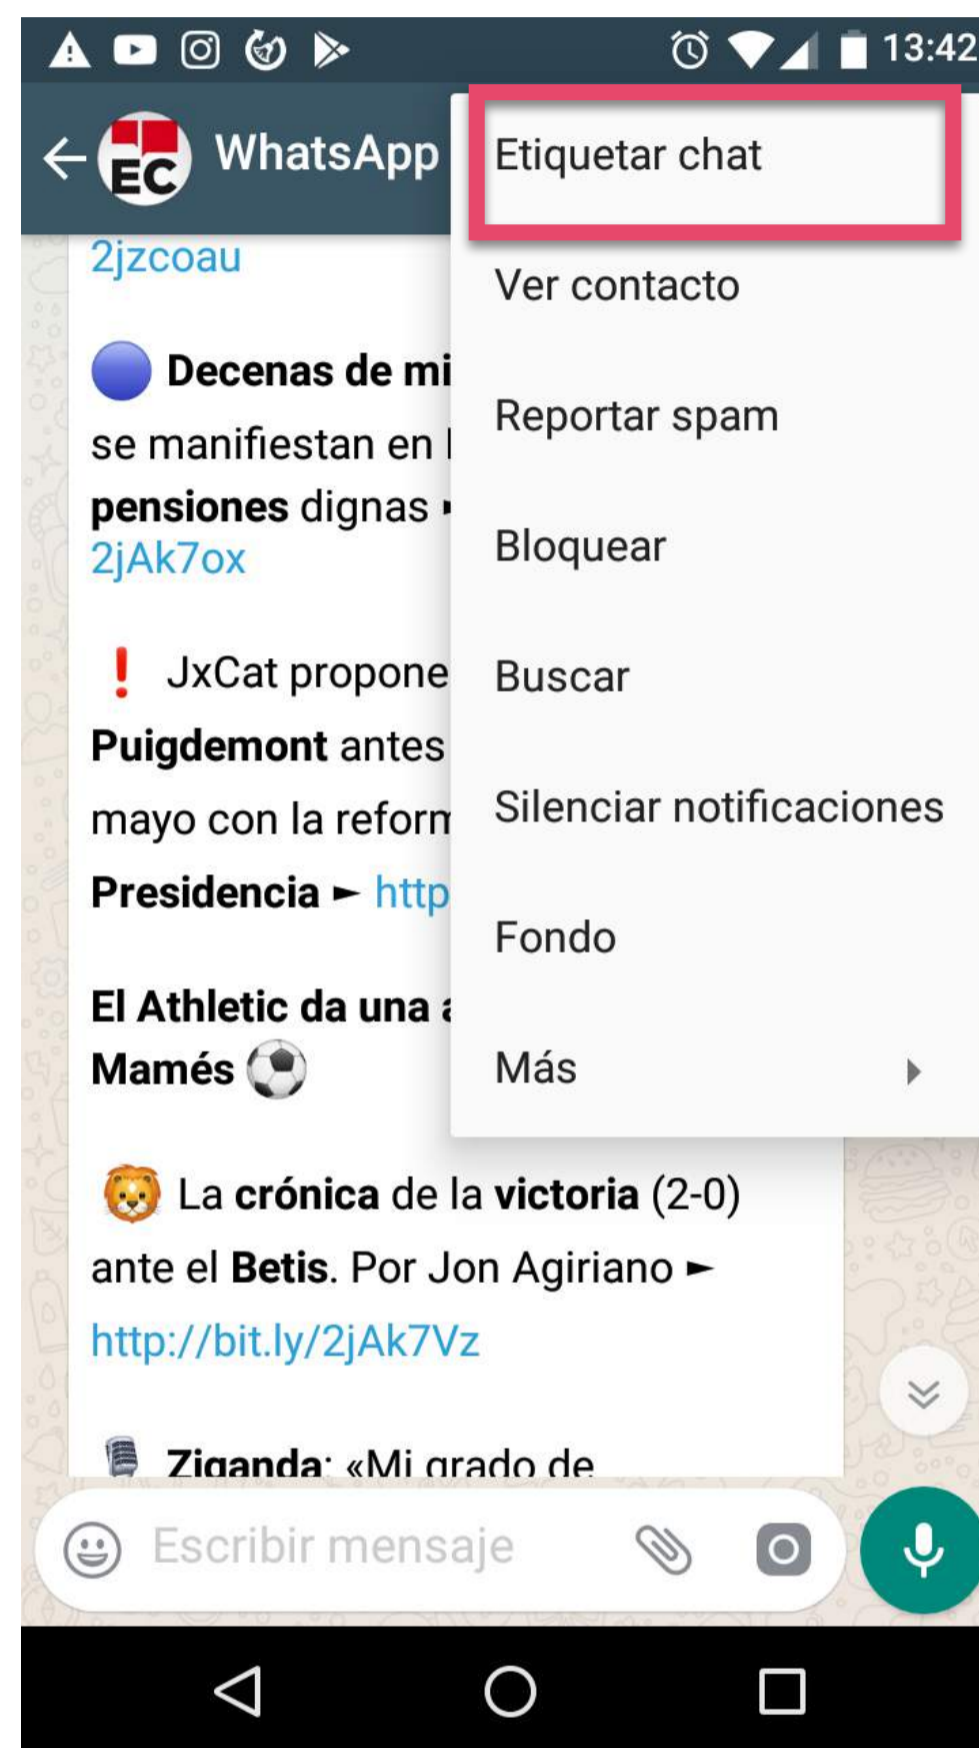 13:42
EC WhatsApp
Etiquetar chat
Ver contacto
Reportar spam
Bloquear
Buscar
Silenciar notificaciones
Fondo
Más
2jzcoau
Decenas de mi
se manifiestan en
pensiones dignas ►
2jAk7ox
❗ JxCat propone
Puigdemont antes
mayo con la reform
Presidencia ► http
El Athletic da una a
Mamés ⚽
🦁 La crónica de la victoria (2-0)
ante el Betis. Por Jon Agiriano ►
http://bit.ly/2jAk7Vz
🎙 Ziganda: «Mi grado de
Escribir mensaje